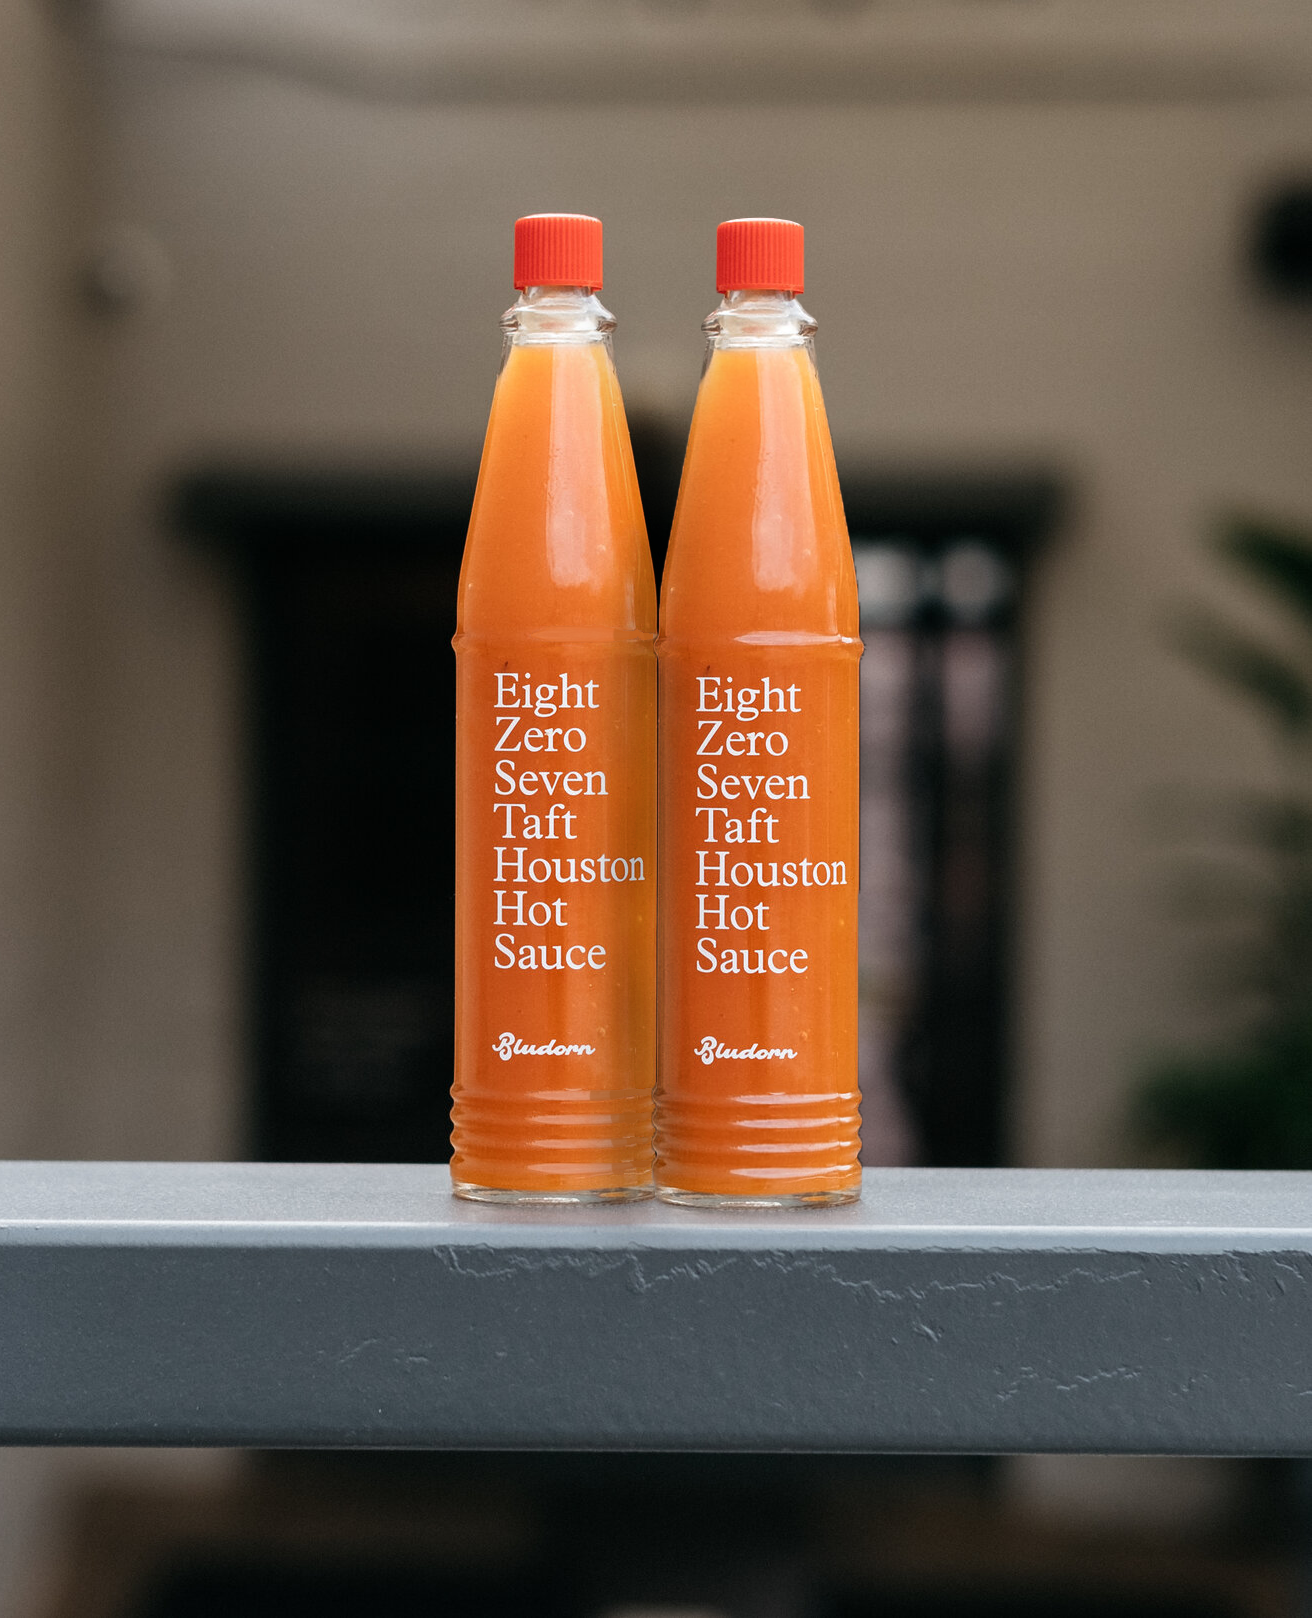 Eight
Zero
Seven
Taft
Houston
Hot
Sauce
Bludorn
Eight
Zero
Seven
Taft
Houston
Hot
Sauce
Bludorn